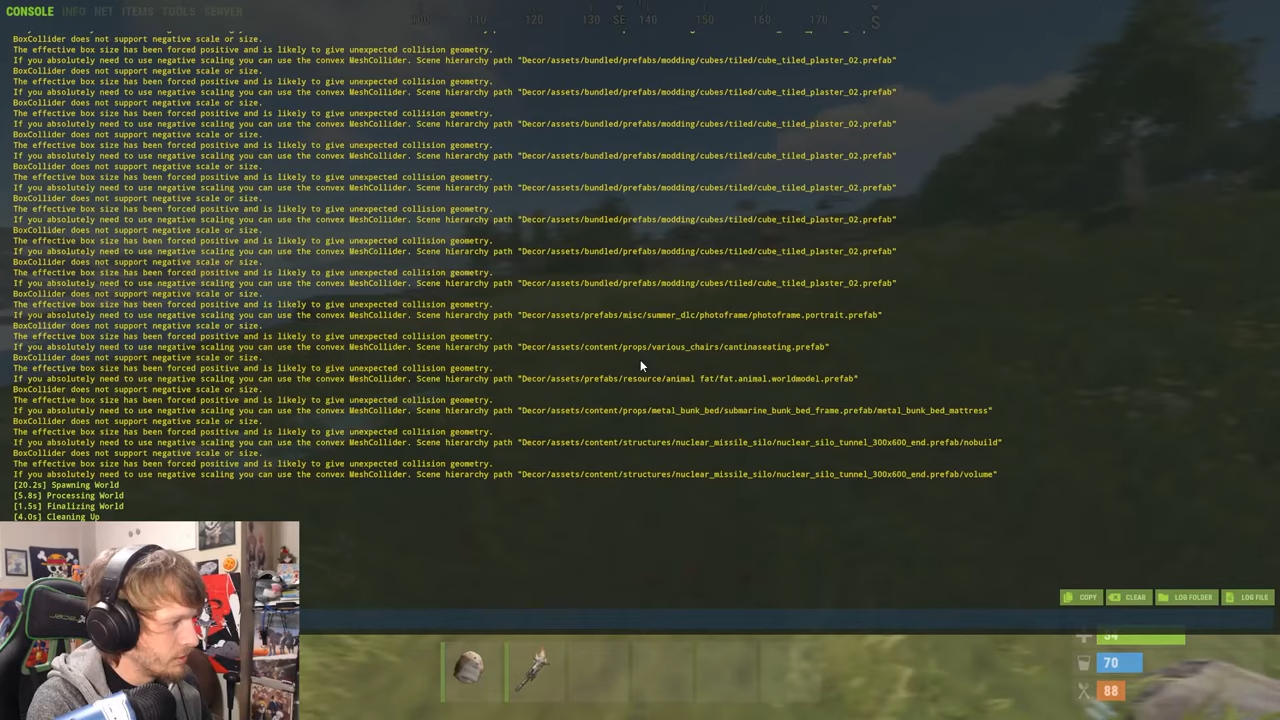 CONSOLE INFO NET ITEMS TOOLS SERVER
100 110 120 130 SE 140 150 160 170 S
BoxCollider does not support negative scale or size.
The effective box size has been forced positive and is likely to give unexpected collision geometry.
If you absolutely need to use negative scaling you can use the convex MeshCollider. Scene hierarchy path "Decor/assets/bundled/prefabs/modding/cubes/tiled/cube_tiled_plaster_02.prefab"
BoxCollider does not support negative scale or size.
The effective box size has been forced positive and is likely to give unexpected collision geometry.
If you absolutely need to use negative scaling you can use the convex MeshCollider. Scene hierarchy path "Decor/assets/bundled/prefabs/modding/cubes/tiled/cube_tiled_plaster_02.prefab"
BoxCollider does not support negative scale or size.
The effective box size has been forced positive and is likely to give unexpected collision geometry.
If you absolutely need to use negative scaling you can use the convex MeshCollider. Scene hierarchy path "Decor/assets/bundled/prefabs/modding/cubes/tiled/cube_tiled_plaster_02.prefab"
BoxCollider does not support negative scale or size.
The effective box size has been forced positive and is likely to give unexpected collision geometry.
If you absolutely need to use negative scaling you can use the convex MeshCollider. Scene hierarchy path "Decor/assets/bundled/prefabs/modding/cubes/tiled/cube_tiled_plaster_02.prefab"
BoxCollider does not support negative scale or size.
The effective box size has been forced positive and is likely to give unexpected collision geometry.
If you absolutely need to use negative scaling you can use the convex MeshCollider. Scene hierarchy path "Decor/assets/bundled/prefabs/modding/cubes/tiled/cube_tiled_plaster_02.prefab"
BoxCollider does not support negative scale or size.
The effective box size has been forced positive and is likely to give unexpected collision geometry.
If you absolutely need to use negative scaling you can use the convex MeshCollider. Scene hierarchy path "Decor/assets/bundled/prefabs/modding/cubes/tiled/cube_tiled_plaster_02.prefab"
BoxCollider does not support negative scale or size.
The effective box size has been forced positive and is likely to give unexpected collision geometry.
If you absolutely need to use negative scaling you can use the convex MeshCollider. Scene hierarchy path "Decor/assets/bundled/prefabs/modding/cubes/tiled/cube_tiled_plaster_02.prefab"
BoxCollider does not support negative scale or size.
The effective box size has been forced positive and is likely to give unexpected collision geometry.
If you absolutely need to use negative scaling you can use the convex MeshCollider. Scene hierarchy path "Decor/assets/bundled/prefabs/modding/cubes/tiled/cube_tiled_plaster_02.prefab"
BoxCollider does not support negative scale or size.
The effective box size has been forced positive and is likely to give unexpected collision geometry.
If you absolutely need to use negative scaling you can use the convex MeshCollider. Scene hierarchy path "Decor/assets/prefabs/misc/summer_dlc/photoframe/photoframe.portrait.prefab"
BoxCollider does not support negative scale or size.
The effective box size has been forced positive and is likely to give unexpected collision geometry.
If you absolutely need to use negative scaling you can use the convex MeshCollider. Scene hierarchy path "Decor/assets/content/props/various_chairs/cantinaseating.prefab"
BoxCollider does not support negative scale or size.
The effective box size has been forced positive and is likely to give unexpected collision geometry.
If you absolutely need to use negative scaling you can use the convex MeshCollider. Scene hierarchy path "Decor/assets/prefabs/resource/animal fat/fat.animal.worldmodel.prefab"
BoxCollider does not support negative scale or size.
The effective box size has been forced positive and is likely to give unexpected collision geometry.
If you absolutely need to use negative scaling you can use the convex MeshCollider. Scene hierarchy path "Decor/assets/content/props/metal_bunk_bed/submarine_bunk_bed_frame.prefab/metal_bunk_bed_mattress"
BoxCollider does not support negative scale or size.
The effective box size has been forced positive and is likely to give unexpected collision geometry.
If you absolutely need to use negative scaling you can use the convex MeshCollider. Scene hierarchy path "Decor/assets/content/structures/nuclear_missile_silo/nuclear_silo_tunnel_300x600_end.prefab/nobuild"
BoxCollider does not support negative scale or size.
The effective box size has been forced positive and is likely to give unexpected collision geometry.
If you absolutely need to use negative scaling you can use the convex MeshCollider. Scene hierarchy path "Decor/assets/content/structures/nuclear_missile_silo/nuclear_silo_tunnel_300x600_end.prefab/volume"
[20.2s] Spawning World
[5.8s] Processing World
[1.5s] Finalizing World
[4.0s] Cleaning Up
COPY CLEAR LOG FOLDER LOG FILE
70
88